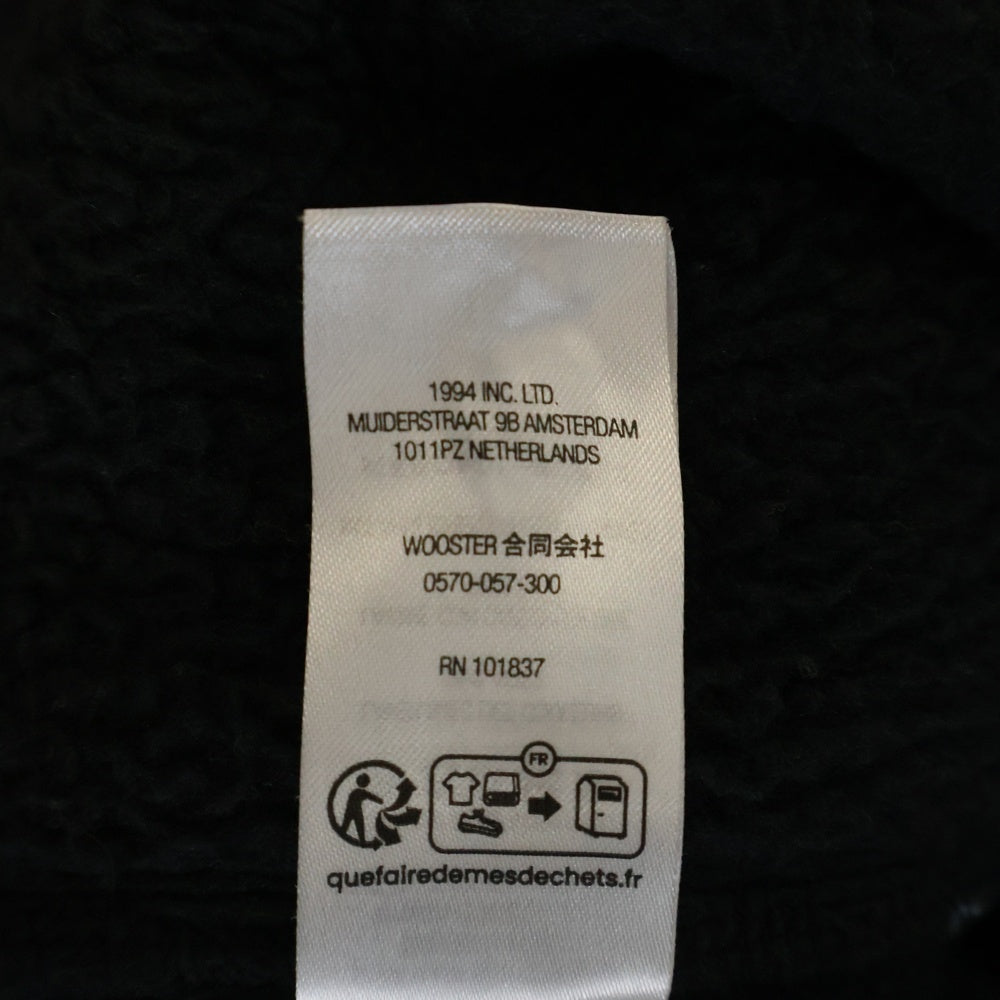 1994 INC. LTD.
MUIDERSTRAAT 9B AMSTERDAM
1011PZ NETHERLANDS
WOOSTER 合同会社
0570-057-300
RN 101837
FR
quefairedemesdechets.fr